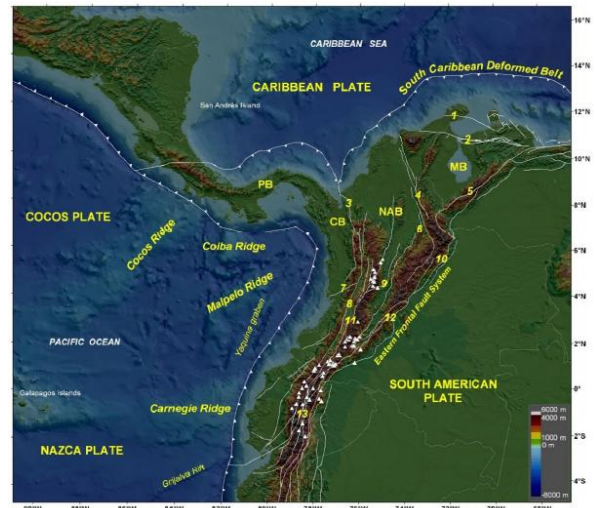 16°N
CARIBBEAN SEA
14°N
CARIBBEAN PLATE
South Caribbean Deformed Belt
San Andrés Island
12°N
1
2
10°N
MB
PB
5
4
3
8°N
CB
NAB
COCOS PLATE
6
Cocos Ridge
Coiba Ridge
6°N
10
Malpelo Ridge
7
9
4°N
8
Yaquina graben
11
12
Eastern Frontal Fault System
PACIFIC OCEAN
2°N
Galapagos Islands
0°
SOUTH AMERICAN
PLATE
Carnegie Ridge
13
6000 m
4000 m
2°S
1000 m
0 m
NAZCA PLATE
Grijalva Rift
-6000 m
4°S